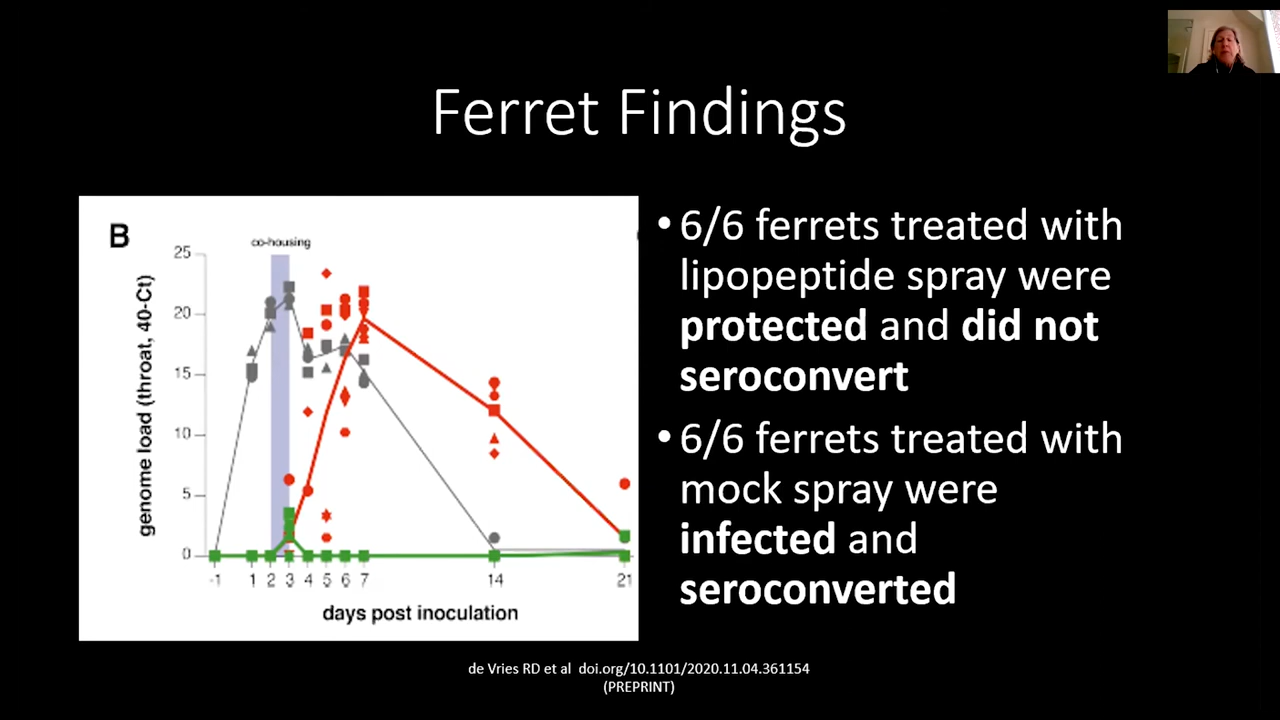 Ferret Findings
B
co-housing
25
20
15
10
5
0
genome load (throat, 40-Ct)
-1 1 2 3 4 5 6 7 14 21
days post inoculation
• 6/6 ferrets treated with
lipopeptide spray were
protected and did not
seroconvert
• 6/6 ferrets treated with
mock spray were
infected and
seroconverted
de Vries RD et al doi.org/10.1101/2020.11.04.361154
(PREPRINT)